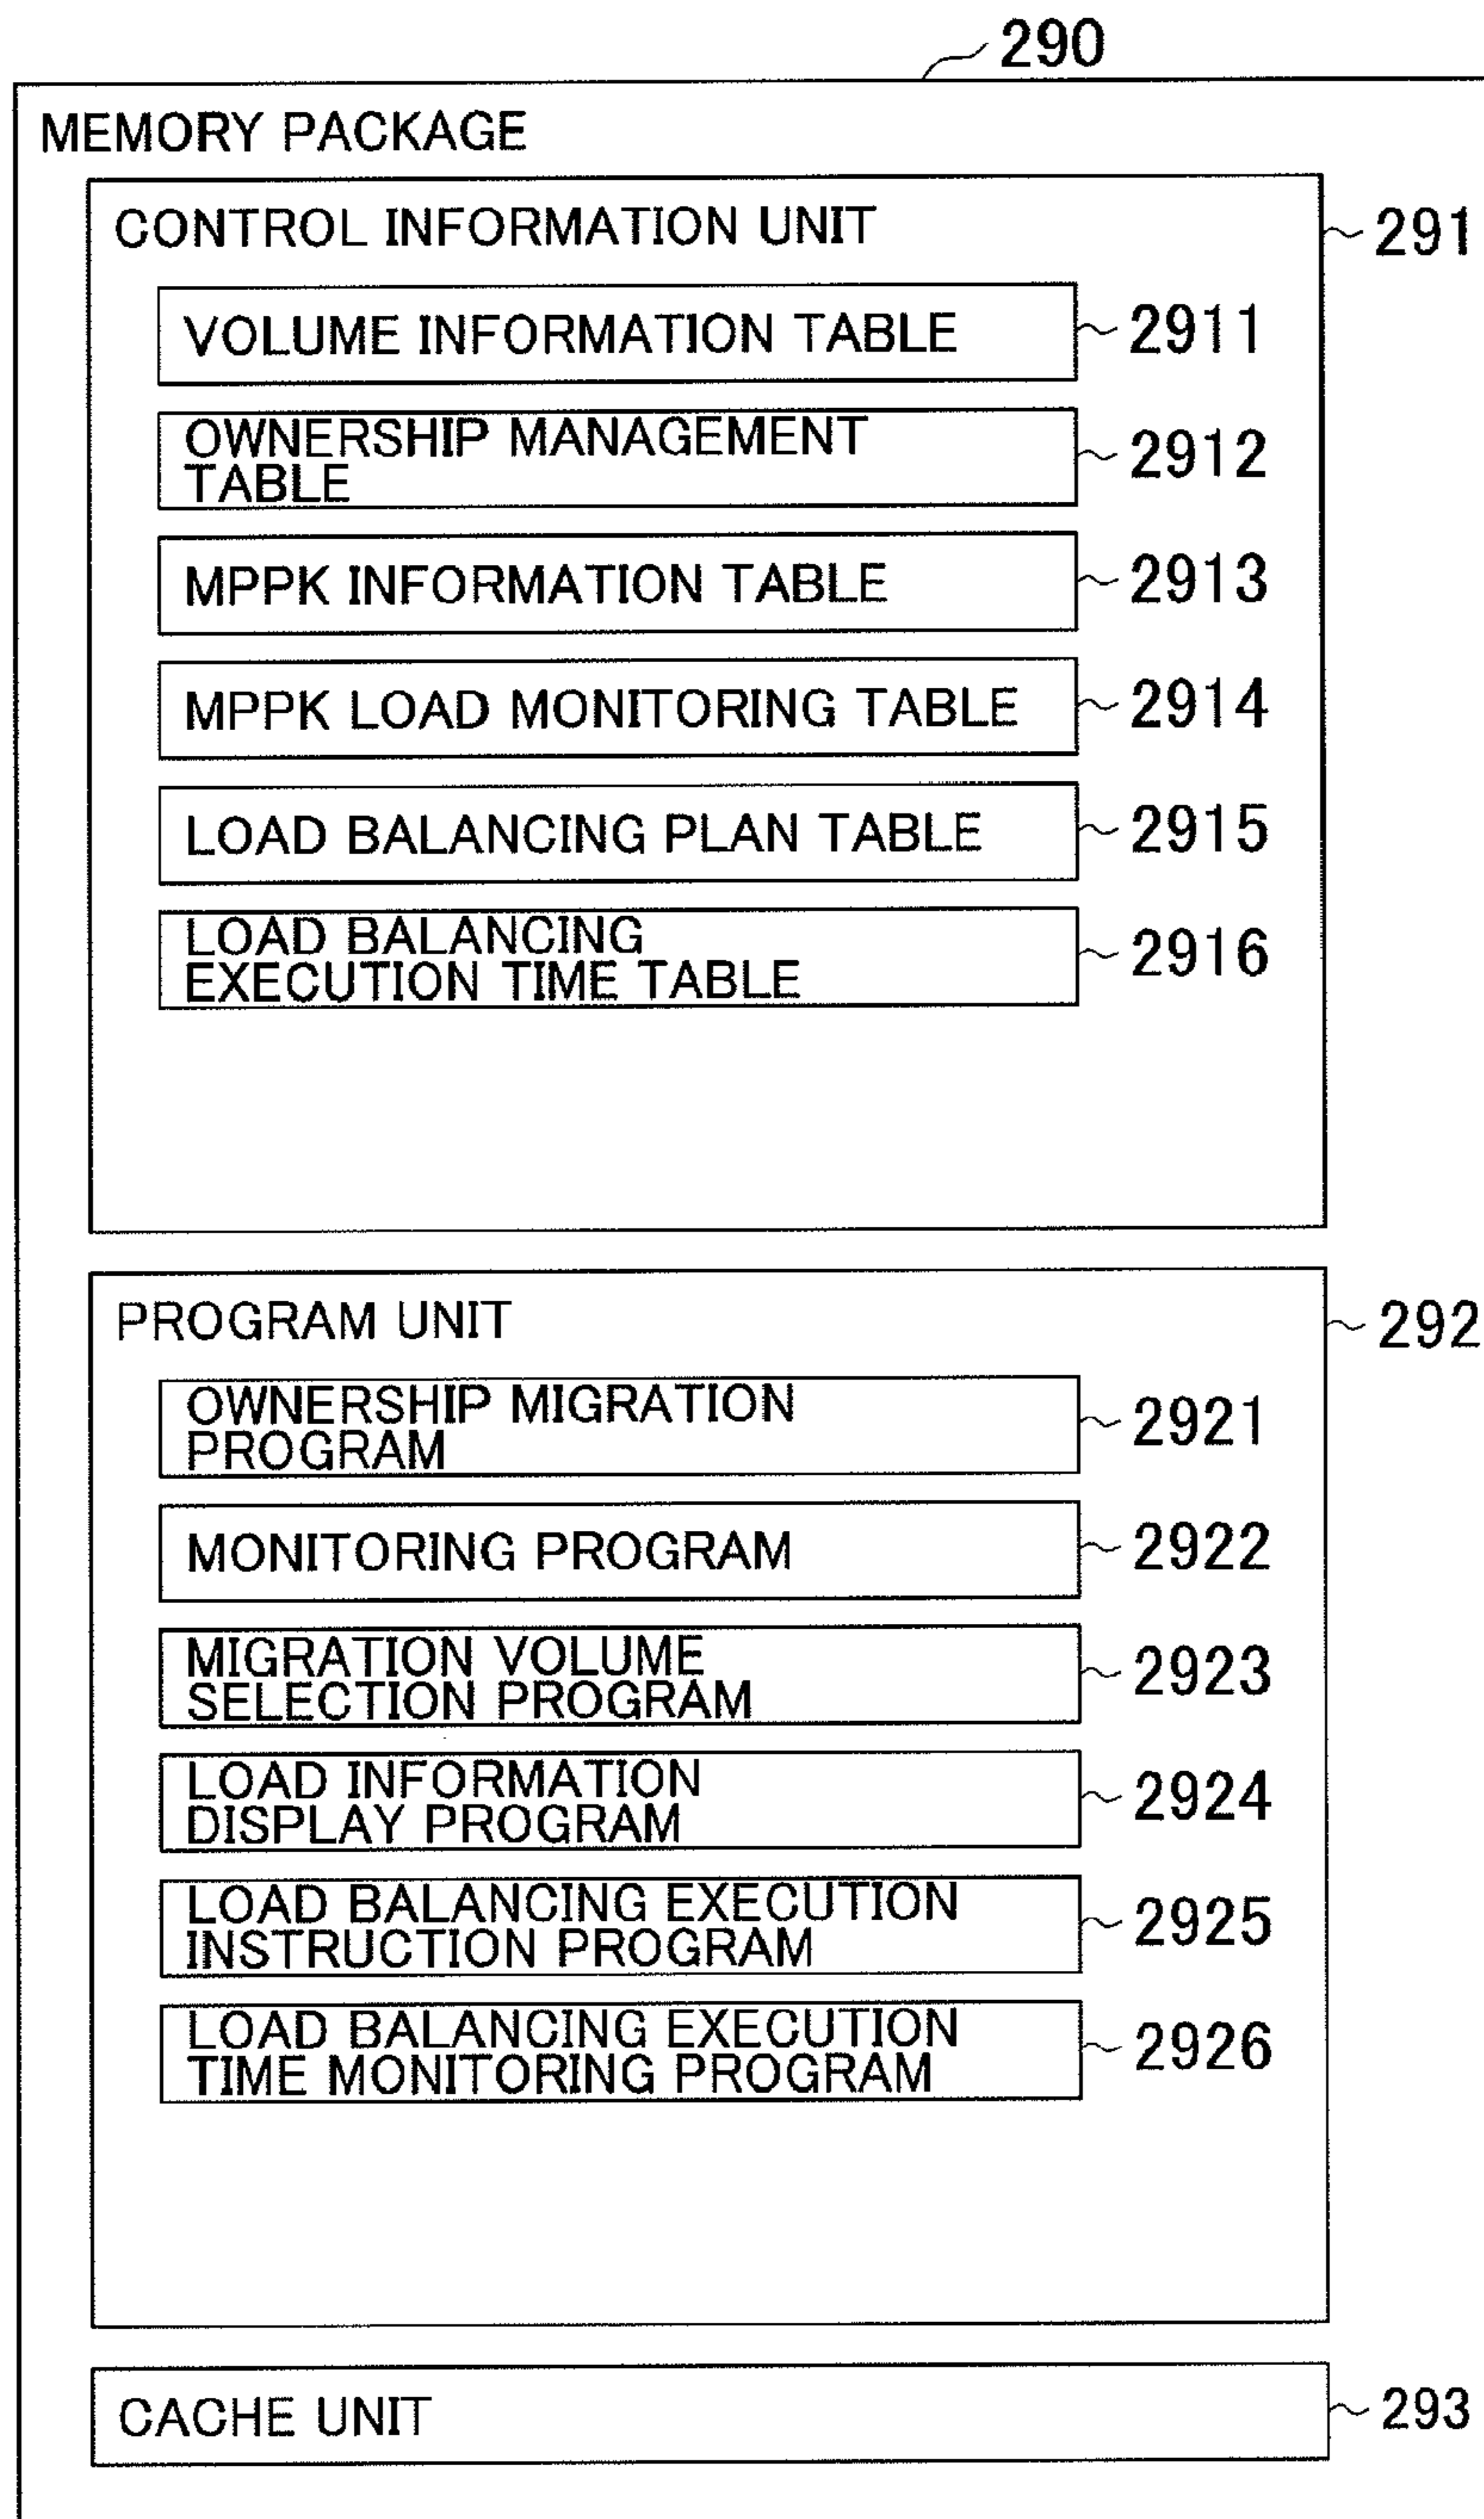 290
MEMORY PACKAGE
CONTROL INFORMATION UNIT
291
VOLUME INFORMATION TABLE
2911
OWNERSHIP MANAGEMENT
TABLE
2912
MPPK INFORMATION TABLE
2913
MPPK LOAD MONITORING TABLE
2914
LOAD BALANCING PLAN TABLE
2915
LOAD BALANCING
EXECUTION TIME TABLE
2916
PROGRAM UNIT
292
OWNERSHIP MIGRATION
PROGRAM
2921
MONITORING PROGRAM
2922
MIGRATION VOLUME
SELECTION PROGRAM
2923
LOAD INFORMATION
DISPLAY PROGRAM
2924
LOAD BALANCING EXECUTION
INSTRUCTION PROGRAM
2925
LOAD BALANCING EXECUTION
TIME MONITORING PROGRAM
2926
CACHE UNIT
293